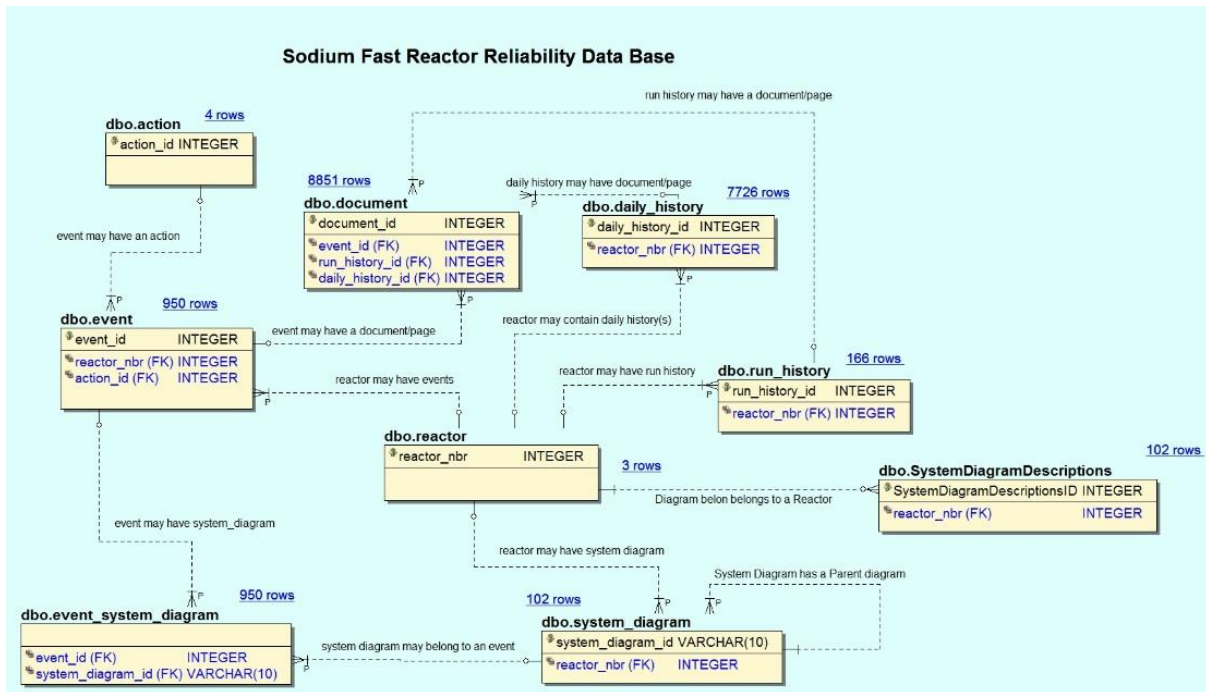 Sodium Fast Reactor Reliability Data Base
run history may have a document/page
4 rows
dbo.action
action_id INTEGER
event may have an action
8851 rows
dbo.document
document_id INTEGER
event_id (FK) INTEGER
run_history_id (FK) INTEGER
daily_history_id (FK) INTEGER
P
daily history may have document/page
P
7726 rows
dbo.daily_history
daily_history_id INTEGER
reactor_nbr (FK) INTEGER
P
P
P
950 rows
dbo.event
event_id INTEGER
reactor_nbr (FK) INTEGER
action_id (FK) INTEGER
P
event may have a document/page
reactor may contain daily history(s)
reactor may have events
reactor may have run history
166 rows
dbo.run_history
run_history_id INTEGER
reactor_nbr (FK) INTEGER
P
dbo.reactor
reactor_nbr INTEGER
3 rows
Diagram belon belongs to a Reactor
102 rows
dbo.SystemDiagramDescriptions
SystemDiagramDescriptionsID INTEGER
reactor_nbr (FK) INTEGER
event may have system_diagram
reactor may have system diagram
System Diagram has a Parent diagram
P
950 rows
dbo.event_system_diagram
event_id (FK) INTEGER
system_diagram_id (FK) VARCHAR(10)
P
system diagram may belong to an event
P
P
102 rows
dbo.system_diagram
system_diagram_id VARCHAR(10)
reactor_nbr (FK) INTEGER